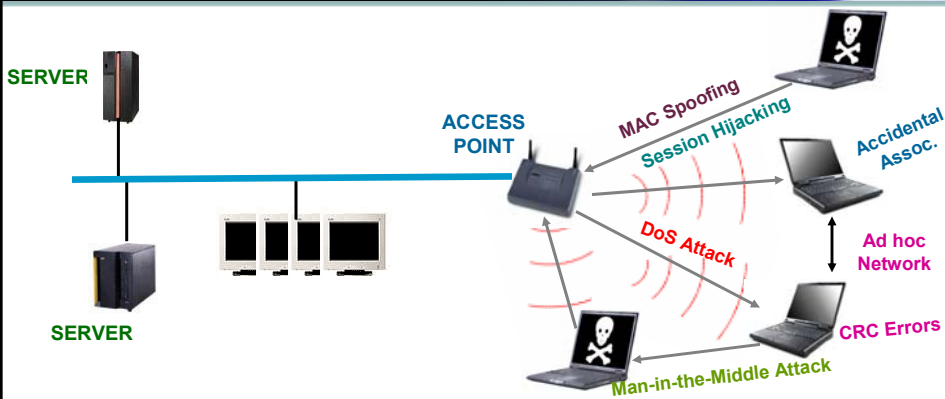 SERVER
MAC Spoofing
Session Hijacking
ACCESS
POINT
Accidental
Assoc.
DoS Attack
Ad hoc
Network
SERVER
CRC Errors
Man-in-the-Middle Attack